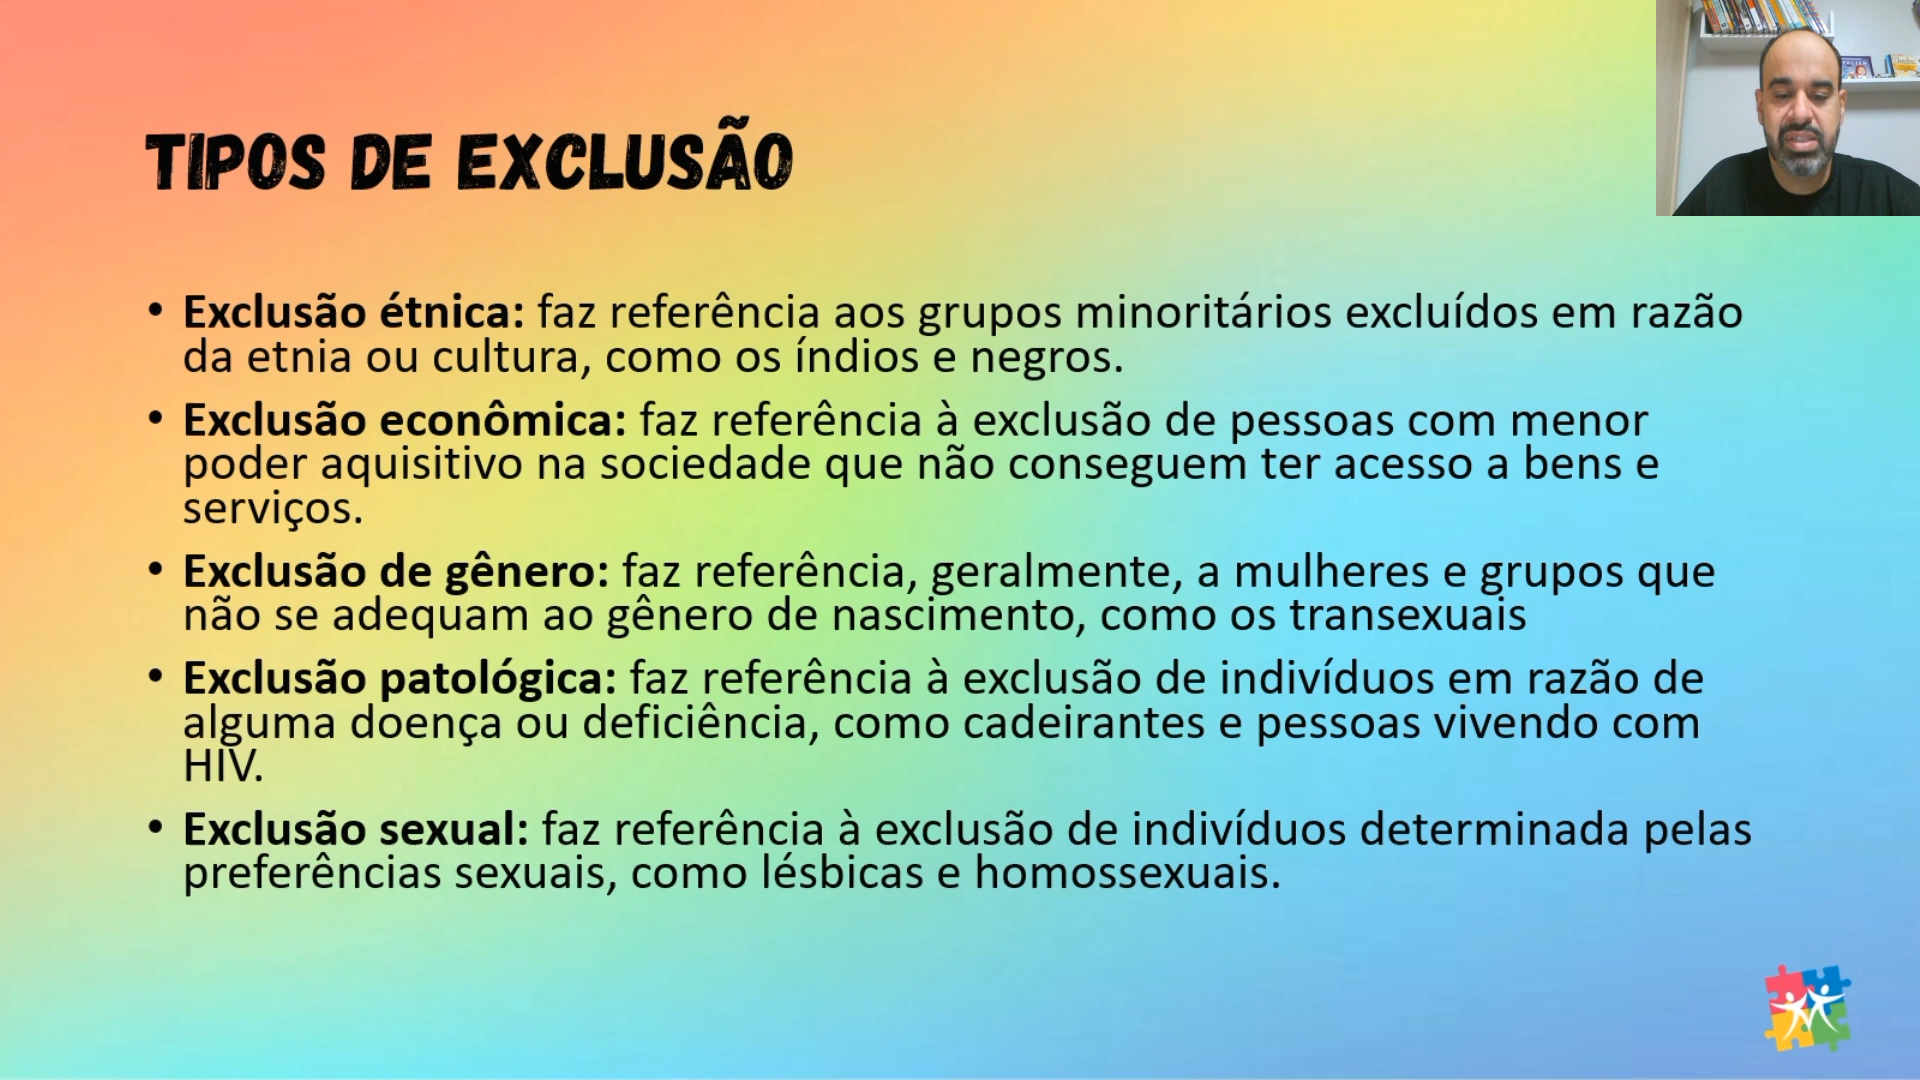 TIPOS DE EXCLUSÃO
• Exclusão étnica: faz referência aos grupos minoritários excluídos em razão
da etnia ou cultura, como os índios e negros.
• Exclusão econômica: faz referência à exclusão de pessoas com menor
poder aquisitivo na sociedade que não conseguem ter acesso a bens e
serviços.
• Exclusão de gênero: faz referência, geralmente, a mulheres e grupos que
não se adequam ao gênero de nascimento, como os transexuais
• Exclusão patológica: faz referência à exclusão de indivíduos em razão de
alguma doença ou deficiência, como cadeirantes e pessoas vivendo com
HIV.
• Exclusão sexual: faz referência à exclusão de indivíduos determinada pelas
preferências sexuais, como lésbicas e homossexuais.